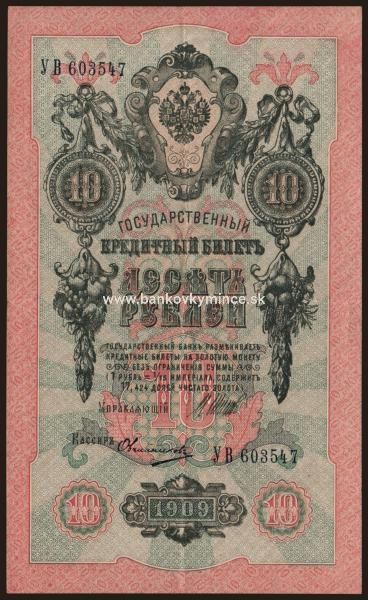 УВ 603547
10 10
ГОСУДАРСТВЕННЫЙ
КРЕДИТНЫЙ БИЛЕТЪ
ДЕСЯТЬ
www.bankovkymince.sk
РУБЛЕЙ
ГОСУДАРСТВЕННЫЙ БАНКЪ РАЗМѢНИВАЕТЪ
КРЕДИТНЫЕ БИЛЕТЫ НА ЗОЛОТУЮ МОНЕТУ
БЕЗЪ ОГРАНИЧЕНІЯ СУММЫ
(1 РУБЛЬ = 1/15 ИМПЕРІАЛА, СОДЕРЖИТЪ
17,424 ДОЛЕЙ ЧИСТАГО ЗОЛОТА)
УПРАВЛЯЮЩІЙ
10
Кассиръ
УВ 603547
10 1909 10